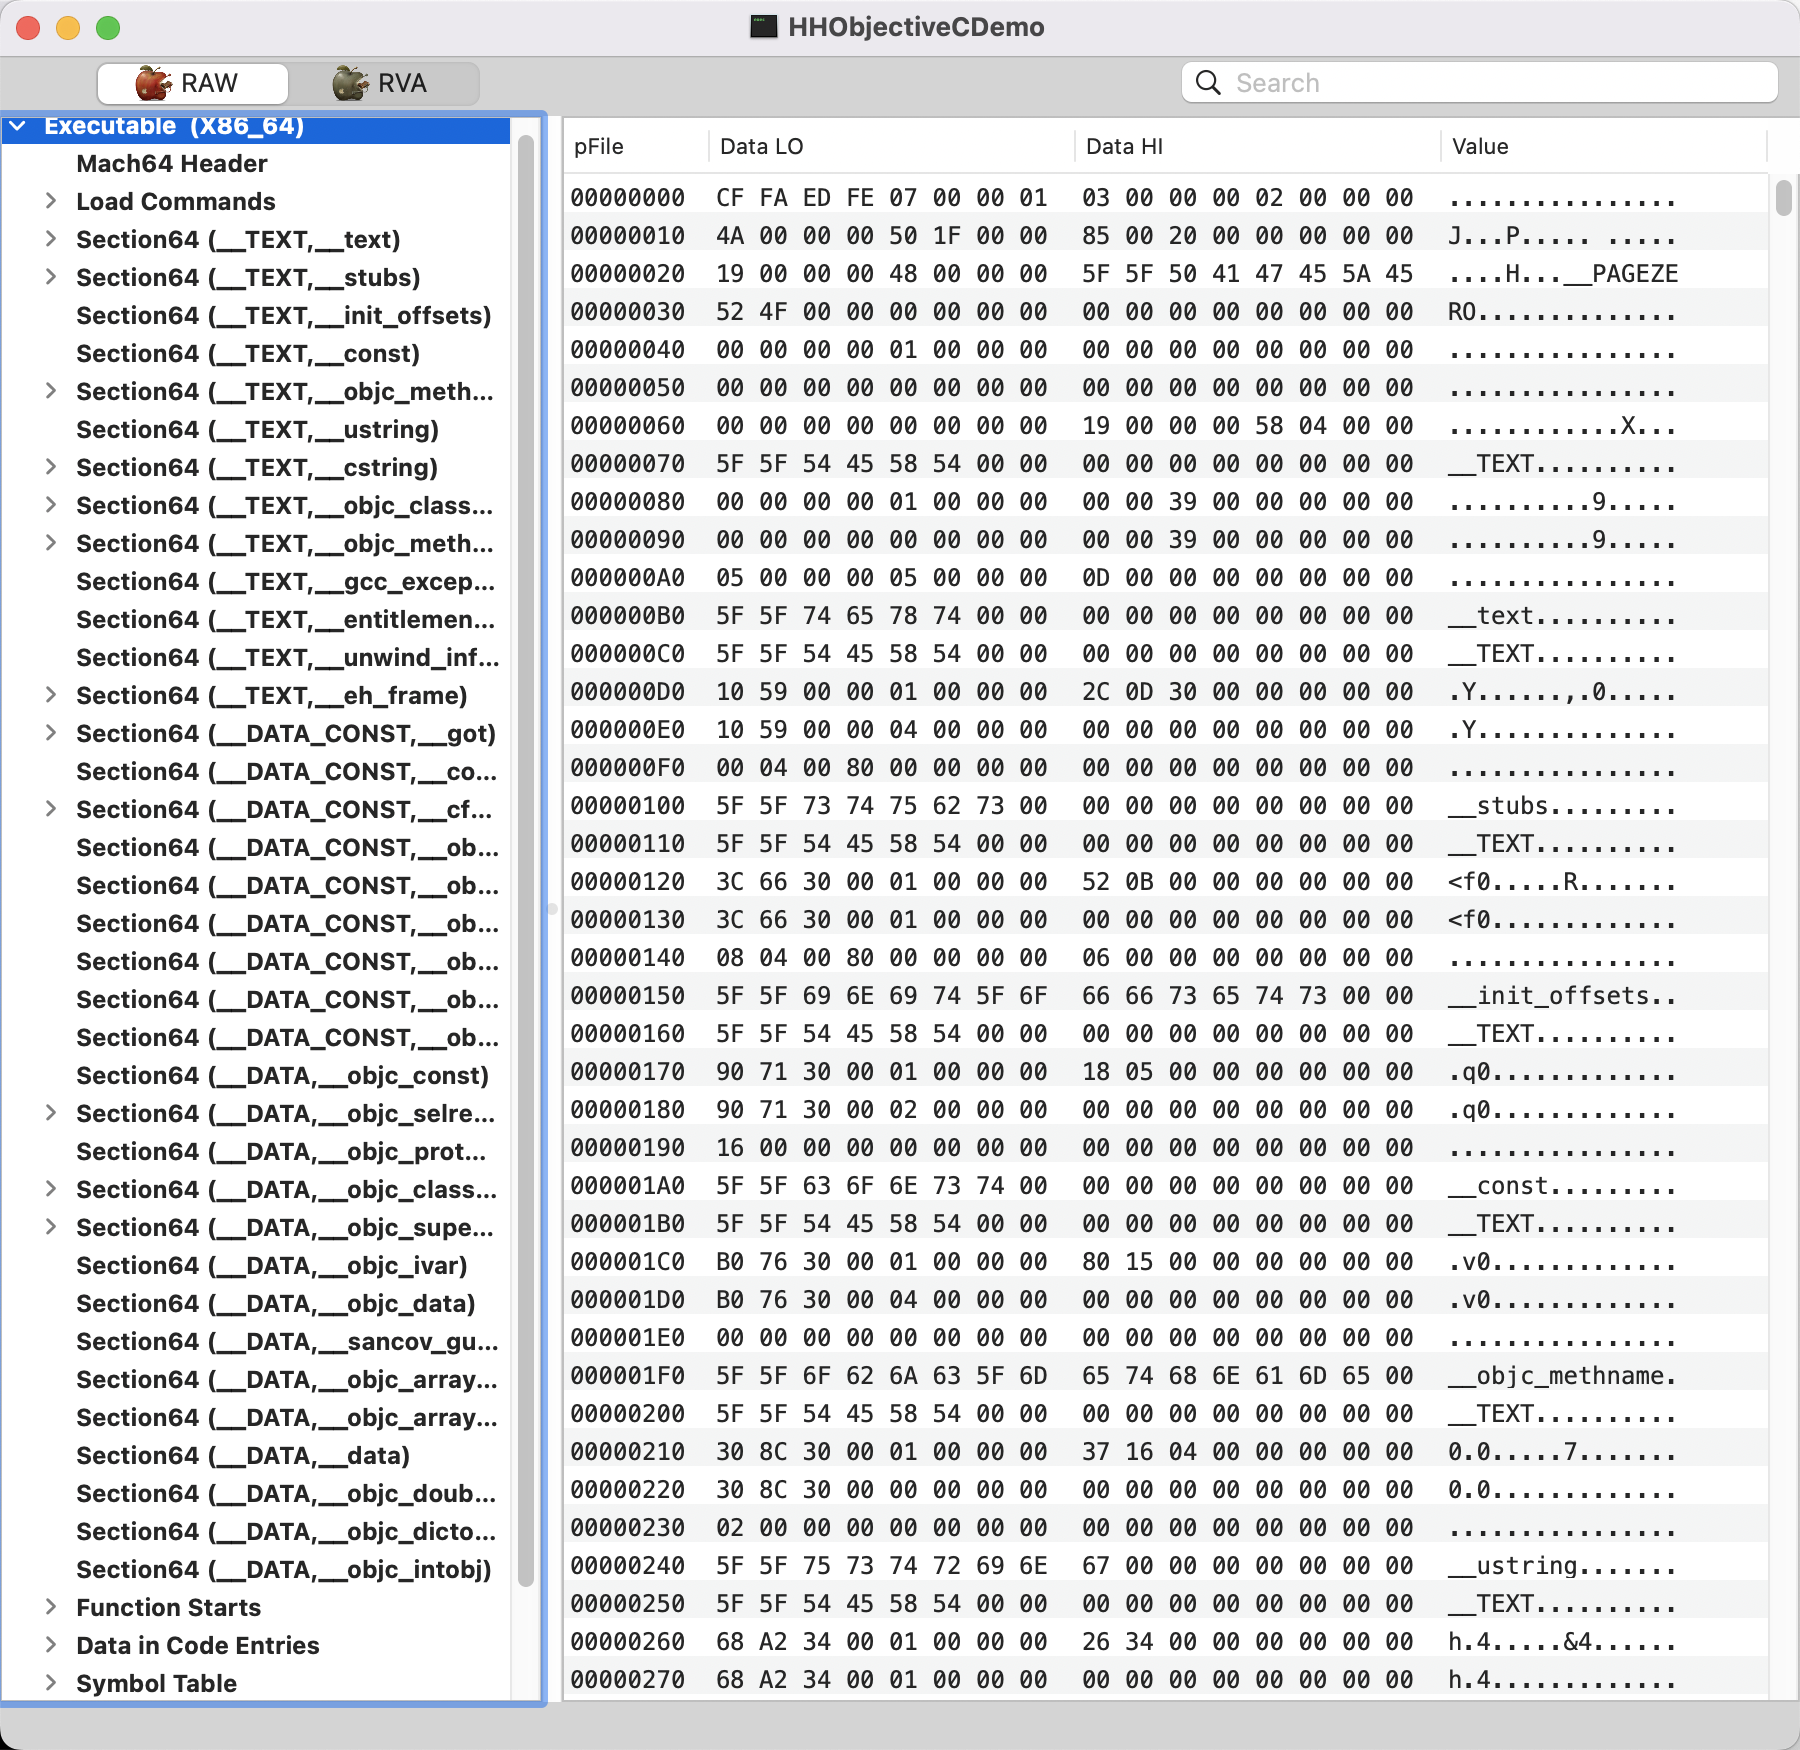 HHObjectiveCDemo
RAW
RVA
Search
Executable (X86_64)
Mach64 Header
Load Commands
Section64 (__TEXT,__text)
Section64 (__TEXT,__stubs)
Section64 (__TEXT,__init_offsets)
Section64 (__TEXT,__const)
Section64 (__TEXT,__objc_meth...
Section64 (__TEXT,__ustring)
Section64 (__TEXT,__cstring)
Section64 (__TEXT,__objc_class...
Section64 (__TEXT,__objc_meth...
Section64 (__TEXT,__gcc_excep...
Section64 (__TEXT,__entitlemen...
Section64 (__TEXT,__unwind_inf...
Section64 (__TEXT,__eh_frame)
Section64 (__DATA_CONST,__got)
Section64 (__DATA_CONST,__co...
Section64 (__DATA_CONST,__cf...
Section64 (__DATA_CONST,__ob...
Section64 (__DATA_CONST,__ob...
Section64 (__DATA_CONST,__ob...
Section64 (__DATA_CONST,__ob...
Section64 (__DATA_CONST,__ob...
Section64 (__DATA_CONST,__ob...
Section64 (__DATA,__objc_const)
Section64 (__DATA,__objc_selre...
Section64 (__DATA,__objc_prot...
Section64 (__DATA,__objc_class...
Section64 (__DATA,__objc_supe...
Section64 (__DATA,__objc_ivar)
Section64 (__DATA,__objc_data)
Section64 (__DATA,__sancov_gu...
Section64 (__DATA,__objc_array...
Section64 (__DATA,__objc_array...
Section64 (__DATA,__data)
Section64 (__DATA,__objc_doub...
Section64 (__DATA,__objc_dicto...
Section64 (__DATA,__objc_intobj)
Function Starts
Data in Code Entries
Symbol Table
pFile Data LO Data HI Value
00000000 CF FA ED FE 07 00 00 01 03 00 00 00 02 00 00 00 ................
00000010 4A 00 00 00 50 1F 00 00 85 00 20 00 00 00 00 00 J...P..... .....
00000020 19 00 00 00 48 00 00 00 5F 5F 50 41 47 45 5A 45 ....H...__PAGEZE
00000030 52 4F 00 00 00 00 00 00 00 00 00 00 00 00 00 00 RO..............
00000040 00 00 00 00 01 00 00 00 00 00 00 00 00 00 00 00 ................
00000050 00 00 00 00 00 00 00 00 00 00 00 00 00 00 00 00 ................
00000060 00 00 00 00 00 00 00 00 19 00 00 00 58 04 00 00 ............X...
00000070 5F 5F 54 45 58 54 00 00 00 00 00 00 00 00 00 00 __TEXT..........
00000080 00 00 00 00 01 00 00 00 00 00 39 00 00 00 00 00 ..........9.....
00000090 00 00 00 00 00 00 00 00 00 00 39 00 00 00 00 00 ..........9.....
000000A0 05 00 00 00 05 00 00 00 0D 00 00 00 00 00 00 00 ................
000000B0 5F 5F 74 65 78 74 00 00 00 00 00 00 00 00 00 00 __text..........
000000C0 5F 5F 54 45 58 54 00 00 00 00 00 00 00 00 00 00 __TEXT..........
000000D0 10 59 00 00 01 00 00 00 2C 0D 30 00 00 00 00 00 .Y......,.0.....
000000E0 10 59 00 00 04 00 00 00 00 00 00 00 00 00 00 00 .Y..............
000000F0 00 04 00 80 00 00 00 00 00 00 00 00 00 00 00 00 ................
00000100 5F 5F 73 74 75 62 73 00 00 00 00 00 00 00 00 00 __stubs.........
00000110 5F 5F 54 45 58 54 00 00 00 00 00 00 00 00 00 00 __TEXT..........
00000120 3C 66 30 00 01 00 00 00 52 0B 00 00 00 00 00 00 <f0.....R.......
00000130 3C 66 30 00 01 00 00 00 00 00 00 00 00 00 00 00 <f0.............
00000140 08 04 00 80 00 00 00 00 06 00 00 00 00 00 00 00 ................
00000150 5F 5F 69 6E 69 74 5F 6F 66 66 73 65 74 73 00 00 __init_offsets..
00000160 5F 5F 54 45 58 54 00 00 00 00 00 00 00 00 00 00 __TEXT..........
00000170 90 71 30 00 01 00 00 00 18 05 00 00 00 00 00 00 .q0.............
00000180 90 71 30 00 02 00 00 00 00 00 00 00 00 00 00 00 .q0.............
00000190 16 00 00 00 00 00 00 00 00 00 00 00 00 00 00 00 ................
000001A0 5F 5F 63 6F 6E 73 74 00 00 00 00 00 00 00 00 00 __const.........
000001B0 5F 5F 54 45 58 54 00 00 00 00 00 00 00 00 00 00 __TEXT..........
000001C0 B0 76 30 00 01 00 00 00 80 15 00 00 00 00 00 00 .v0.............
000001D0 B0 76 30 00 04 00 00 00 00 00 00 00 00 00 00 00 .v0.............
000001E0 00 00 00 00 00 00 00 00 00 00 00 00 00 00 00 00 ................
000001F0 5F 5F 6F 62 6A 63 5F 6D 65 74 68 6E 61 6D 65 00 __objc_methname.
00000200 5F 5F 54 45 58 54 00 00 00 00 00 00 00 00 00 00 __TEXT..........
00000210 30 8C 30 00 01 00 00 00 37 16 04 00 00 00 00 00 0.0.....7.......
00000220 30 8C 30 00 00 00 00 00 00 00 00 00 00 00 00 00 0.0.............
00000230 02 00 00 00 00 00 00 00 00 00 00 00 00 00 00 00 ................
00000240 5F 5F 75 73 74 72 69 6E 67 00 00 00 00 00 00 00 __ustring.......
00000250 5F 5F 54 45 58 54 00 00 00 00 00 00 00 00 00 00 __TEXT..........
00000260 68 A2 34 00 01 00 00 00 26 34 00 00 00 00 00 00 h.4.....&4......
00000270 68 A2 34 00 01 00 00 00 00 00 00 00 00 00 00 00 h.4.............